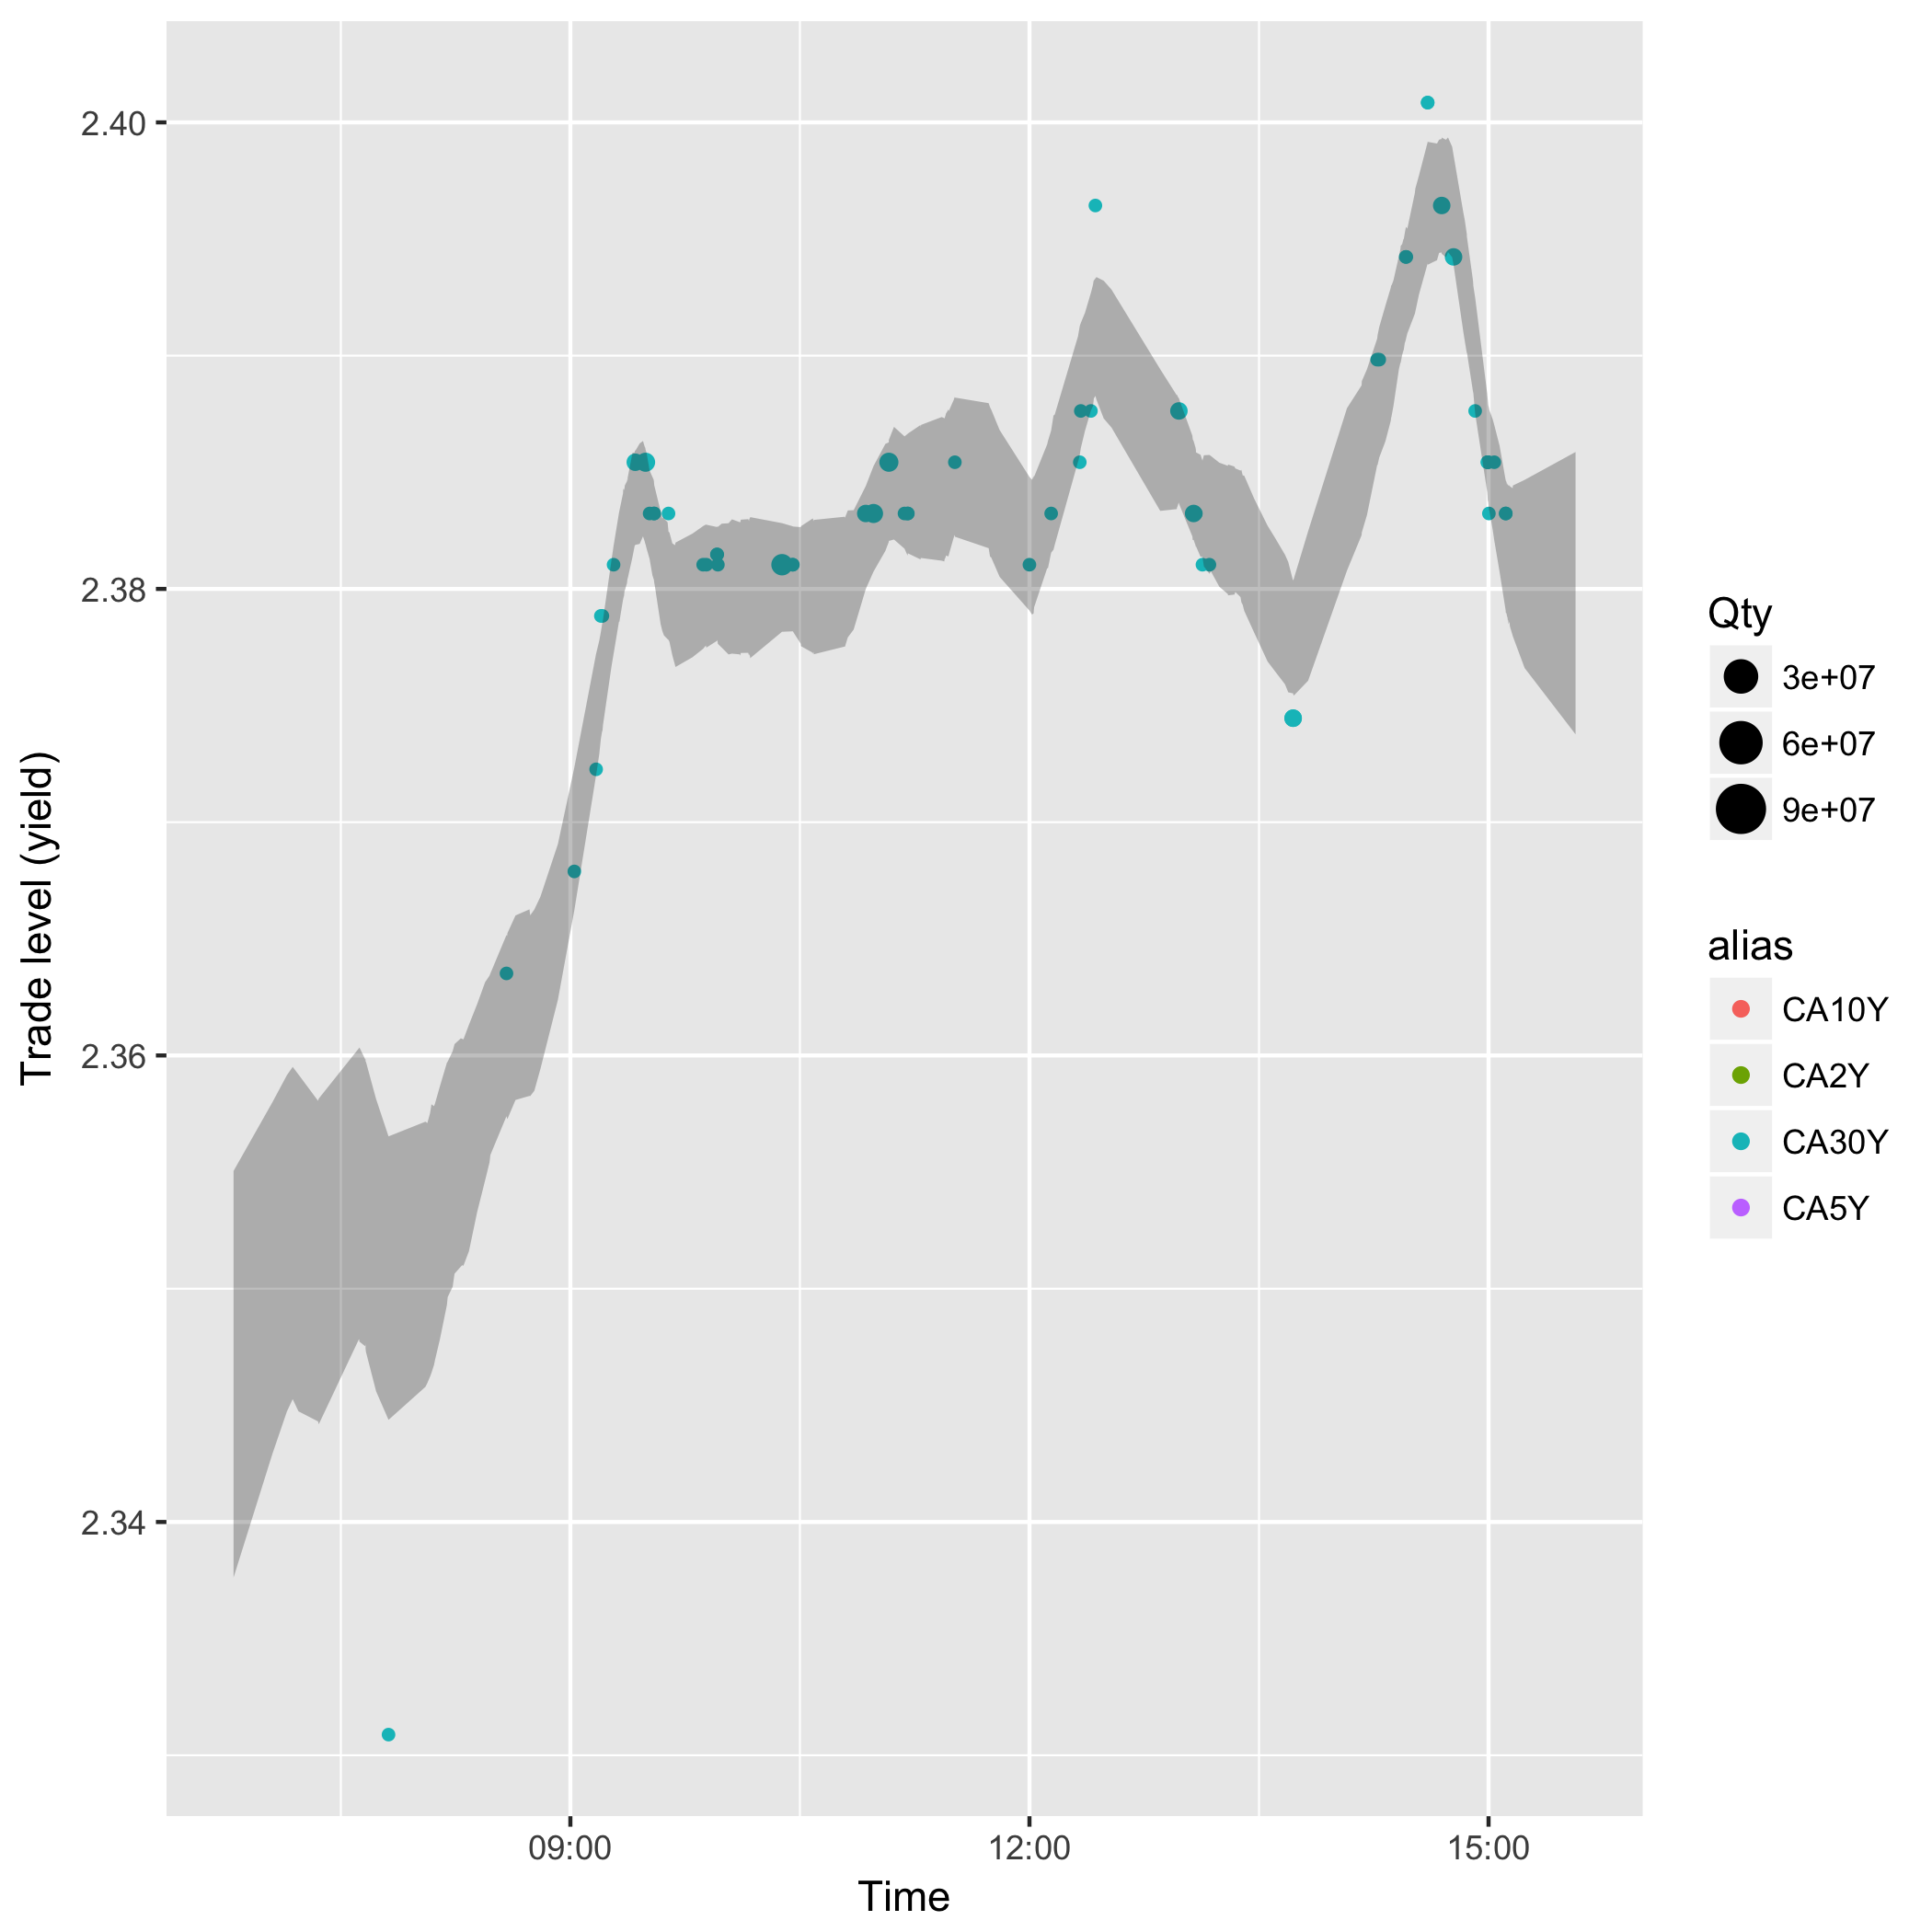 Trade level (yield)
2.40
2.38
2.36
2.34
09:00
12:00
15:00
Time
Qty
3e+07
6e+07
9e+07
alias
CA10Y
CA2Y
CA30Y
CA5Y